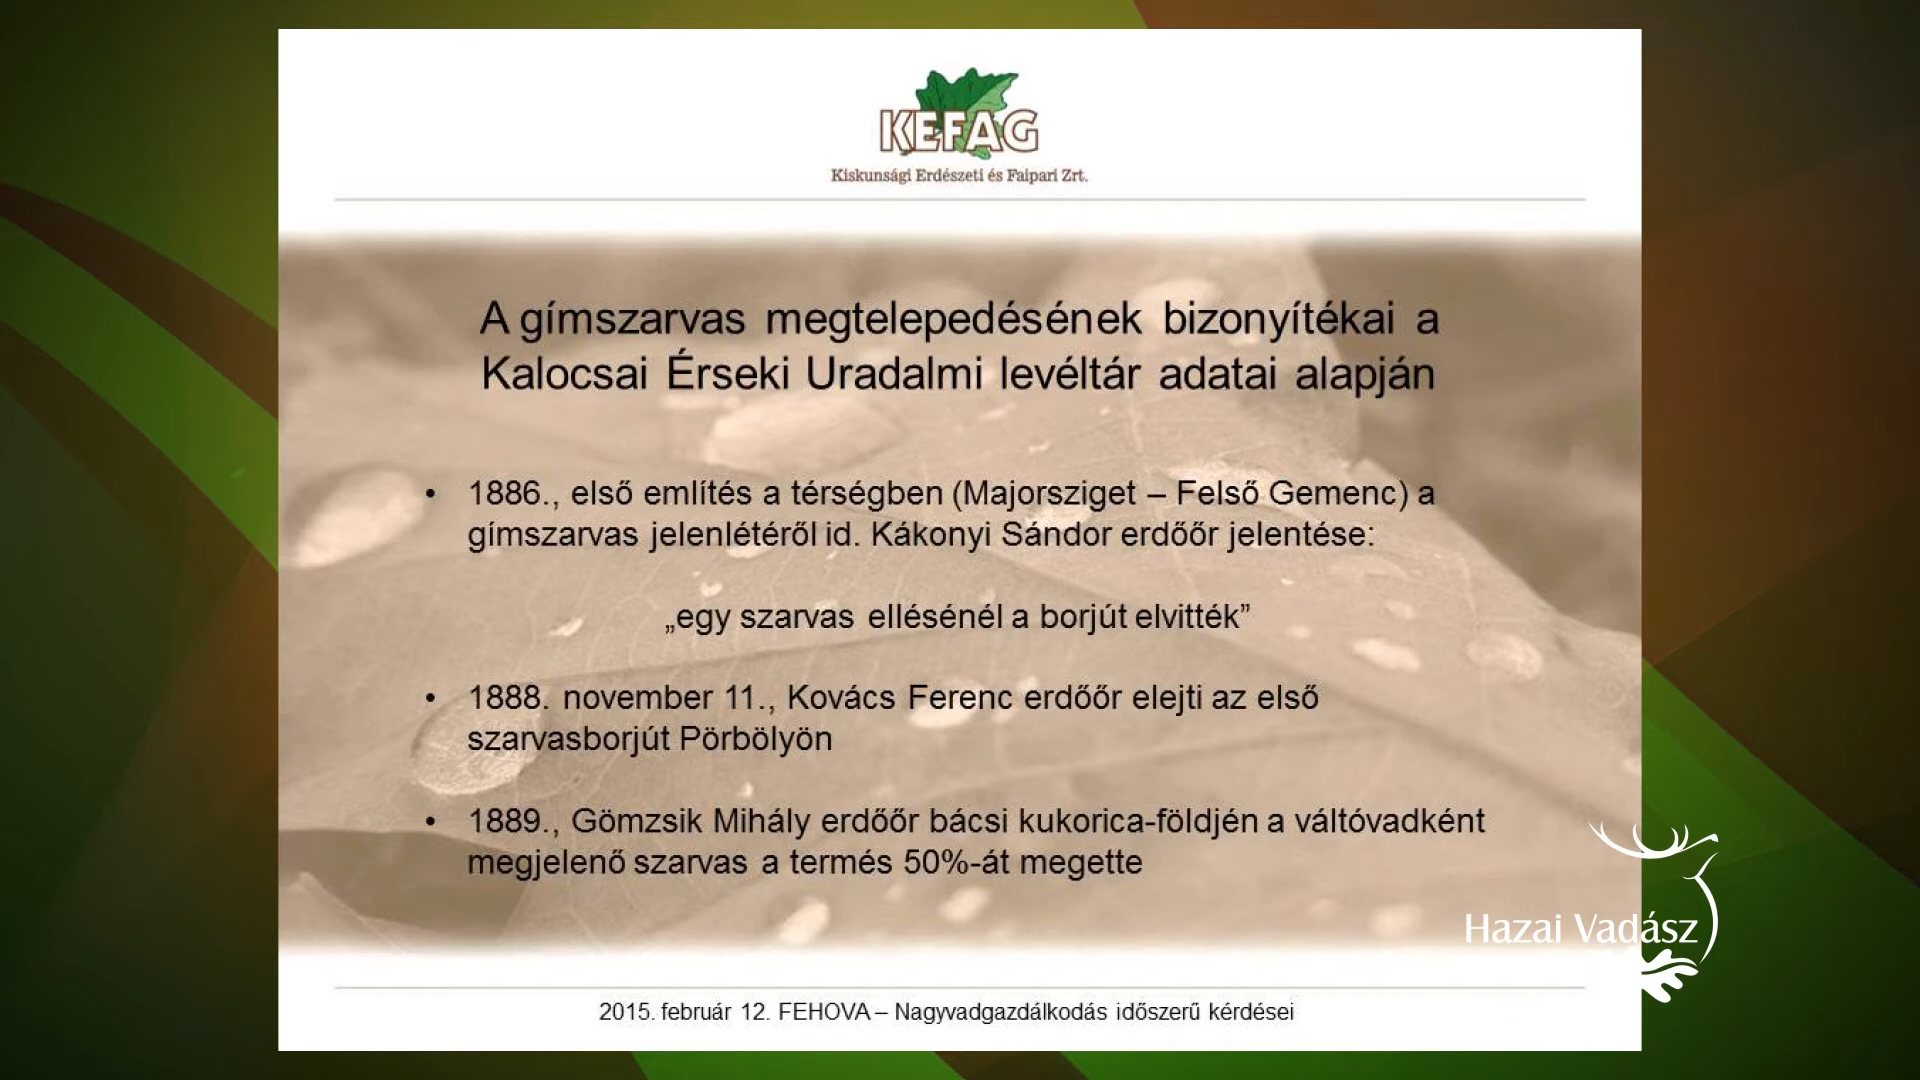 KEFAG
Kiskunsági Erdészeti és Faipari Zrt.
A gímszarvas megtelepedésének bizonyítékai a
Kalocsai Érseki Uradalmi levéltár adatai alapján
• 1886., első említés a térségben (Majorsziget – Felső Gemenc) a
gímszarvas jelenlétéről id. Kákonyi Sándor erdőőr jelentése:
„egy szarvas ellésénél a borjút elvitték”
• 1888. november 11., Kovács Ferenc erdőőr elejti az első
szarvasborjút Pörbölyön
• 1889., Gömzsik Mihály erdőőr bácsi kukorica-földjén a váltóvadként
megjelenő szarvas a termés 50%-át megette
Hazai Vadász
2015. február 12. FEHOVA – Nagyvadgazdálkodás időszerű kérdései